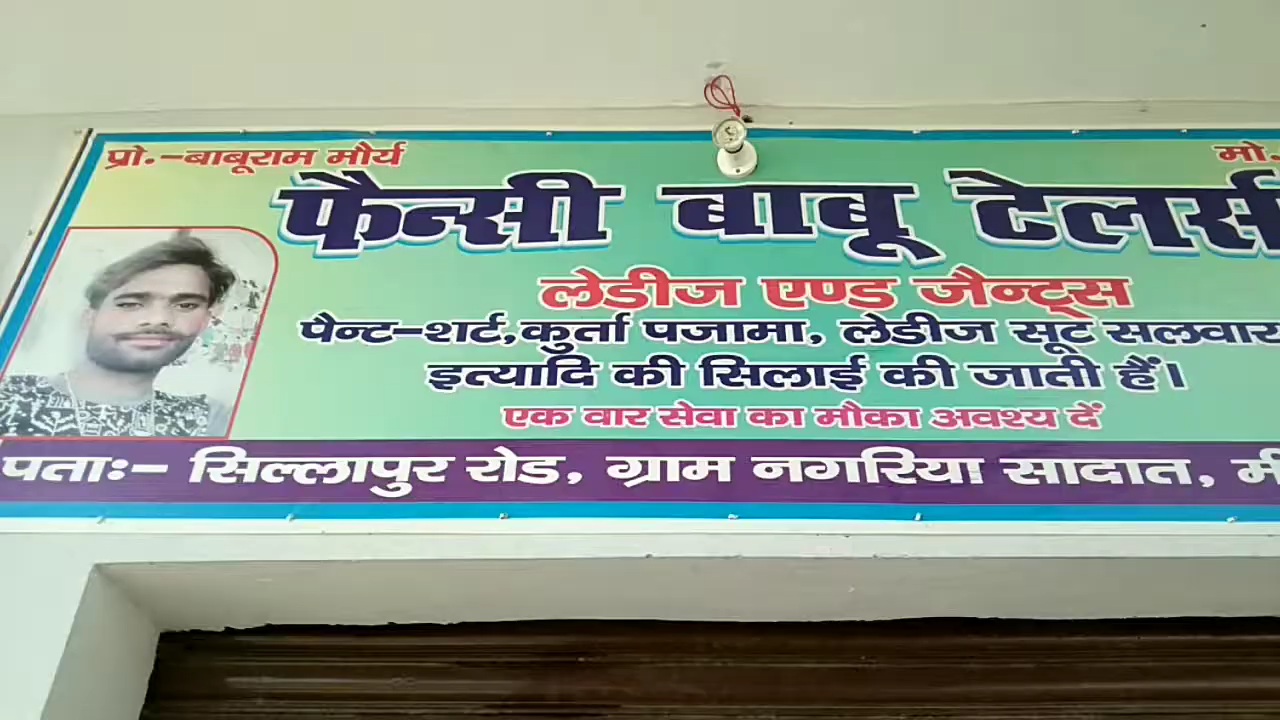 प्रो.-बाबूराम मौर्य
मो.
फैन्सी बाबू टेलर्स
लेडीज एण्ड जैन्ट्स
पैन्ट-शर्ट,कुर्ता पजामा, लेडीज सूट सलवार
इत्यादि की सिलाई की जाती हैं।
एक वार सेवा का मौका अवश्य दें
पताः- सिल्लापुर रोड, ग्राम नगरिया सादात,